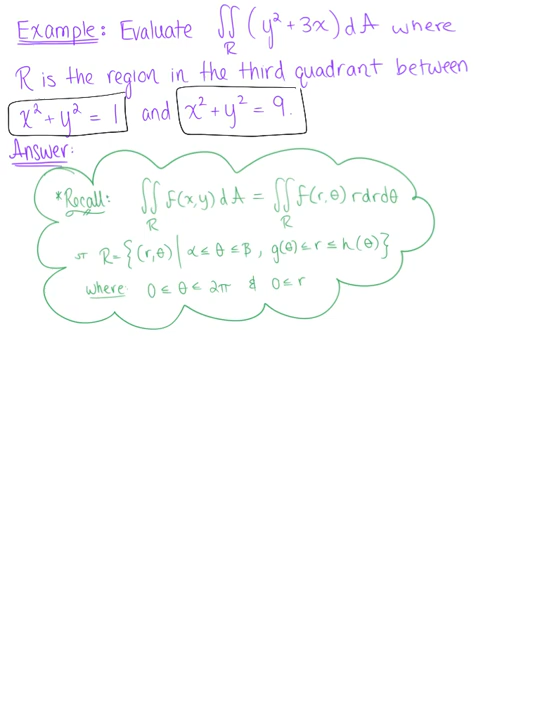 Example: Evaluate ∬_R (y² + 3x) dA where
R is the region in the third quadrant between
x² + y² = 1 and x² + y² = 9.
Answer:
*Recall: ∬_R f(x,y) dA = ∬_R f(r,θ) r dr dθ
st R = {(r,θ) | α ≤ θ ≤ β, g(θ) ≤ r ≤ h(θ)}
where: 0 ≤ θ ≤ 2π & 0 ≤ r